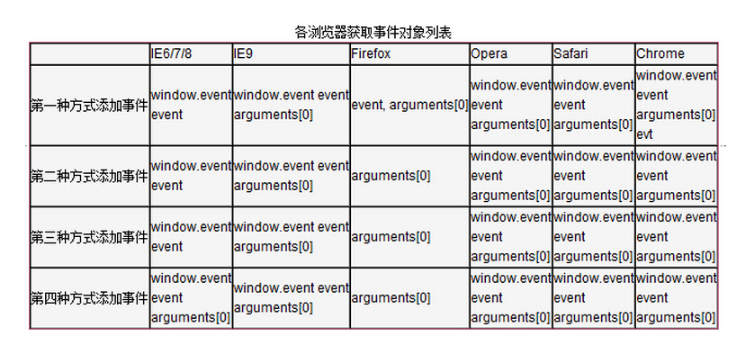 各浏览器获取事件对象列表
IE6/7/8 IE9 Firefox Opera Safari Chrome
第一种方式添加事件 window.event event window.event event arguments[0] event, arguments[0] window.event event arguments[0] window.event event arguments[0] window.event event arguments[0] evt
第二种方式添加事件 window.event event window.event event arguments[0] arguments[0] window.event event arguments[0] window.event event arguments[0] window.event event arguments[0]
第三种方式添加事件 window.event event window.event event arguments[0] arguments[0] window.event event arguments[0] window.event event arguments[0] window.event event arguments[0]
第四种方式添加事件 window.event event arguments[0] window.event event arguments[0] arguments[0] window.event event arguments[0] window.event event arguments[0] window.event event arguments[0]